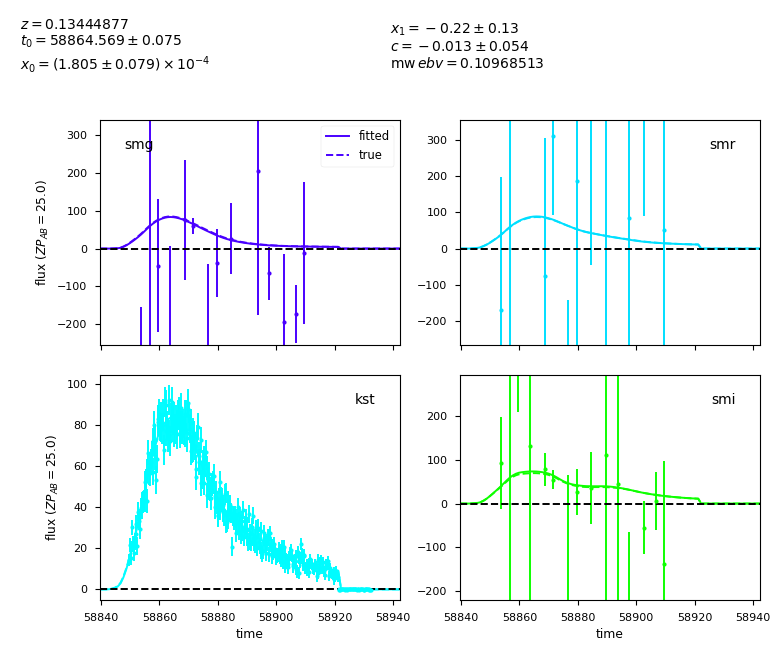 z = 0.13444877
t₀ = 58864.569 ± 0.075
x₀ = (1.805 ± 0.079) × 10⁻⁴
x₁ = −0.22 ± 0.13
c = −0.013 ± 0.054
mw ebv = 0.10968513
smg
fitted
true
300
200
100
0
−100
−200
flux (ZP_AB = 25.0)
smr
300
200
100
0
−100
−200
kst
100
80
60
40
20
0
flux (ZP_AB = 25.0)
58840 58860 58880 58900 58920 58940
time
smi
200
100
0
−100
−200
58840 58860 58880 58900 58920 58940
time